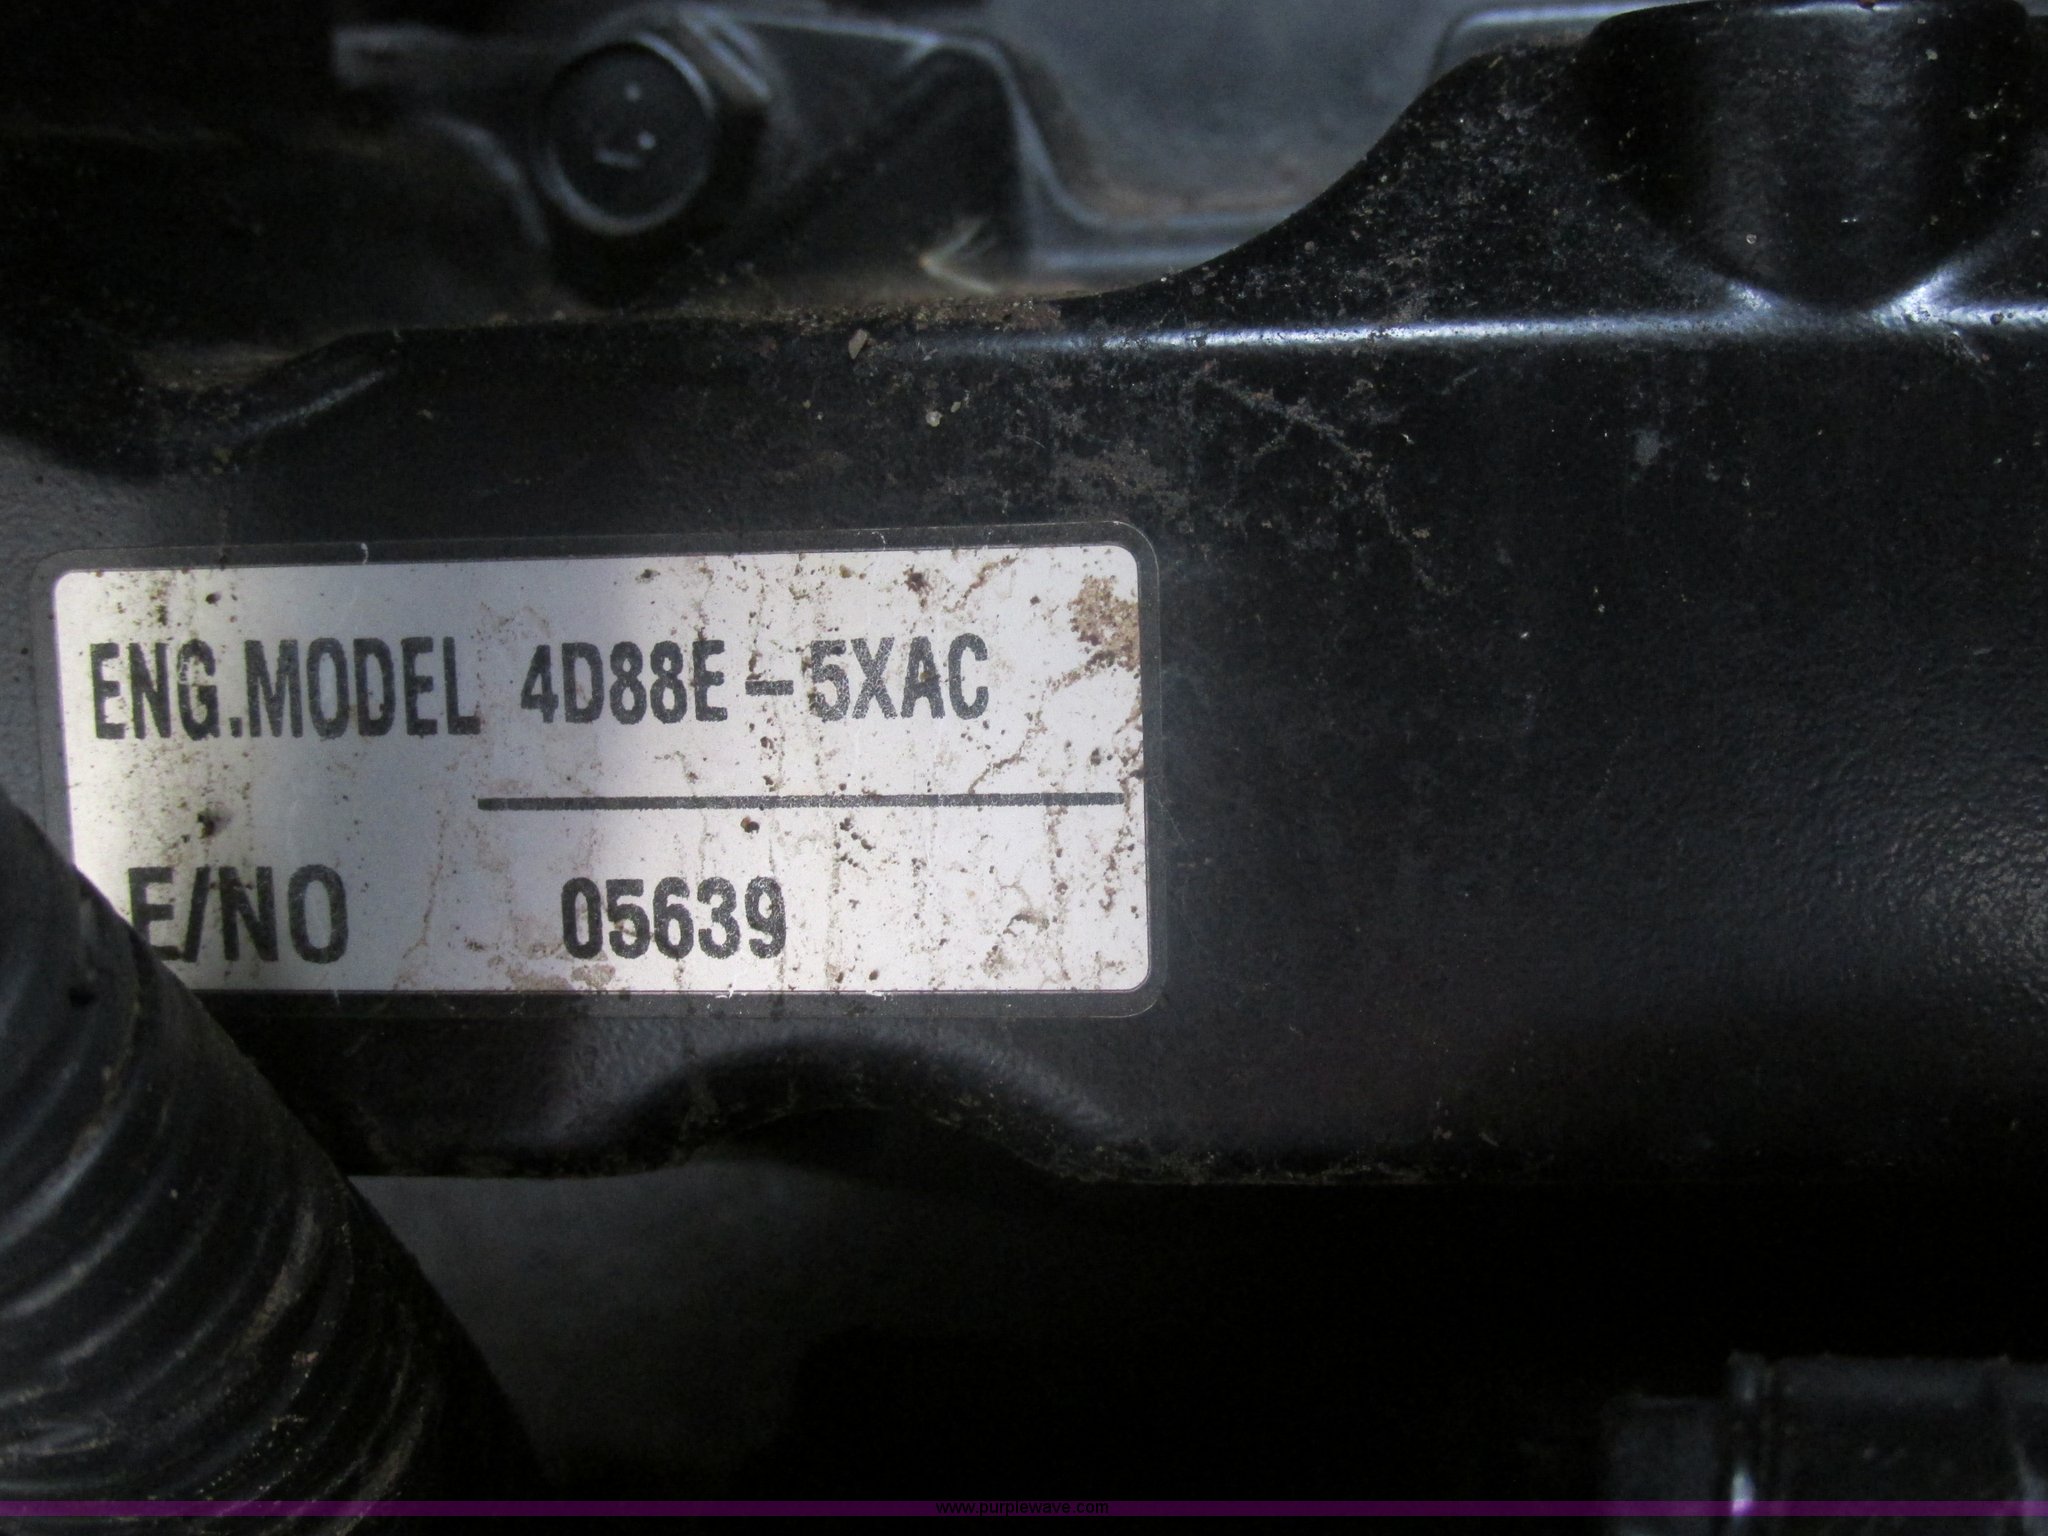 ENG.MODEL 4D88E-5XAC
E/NO 05639
www.purplewave.com